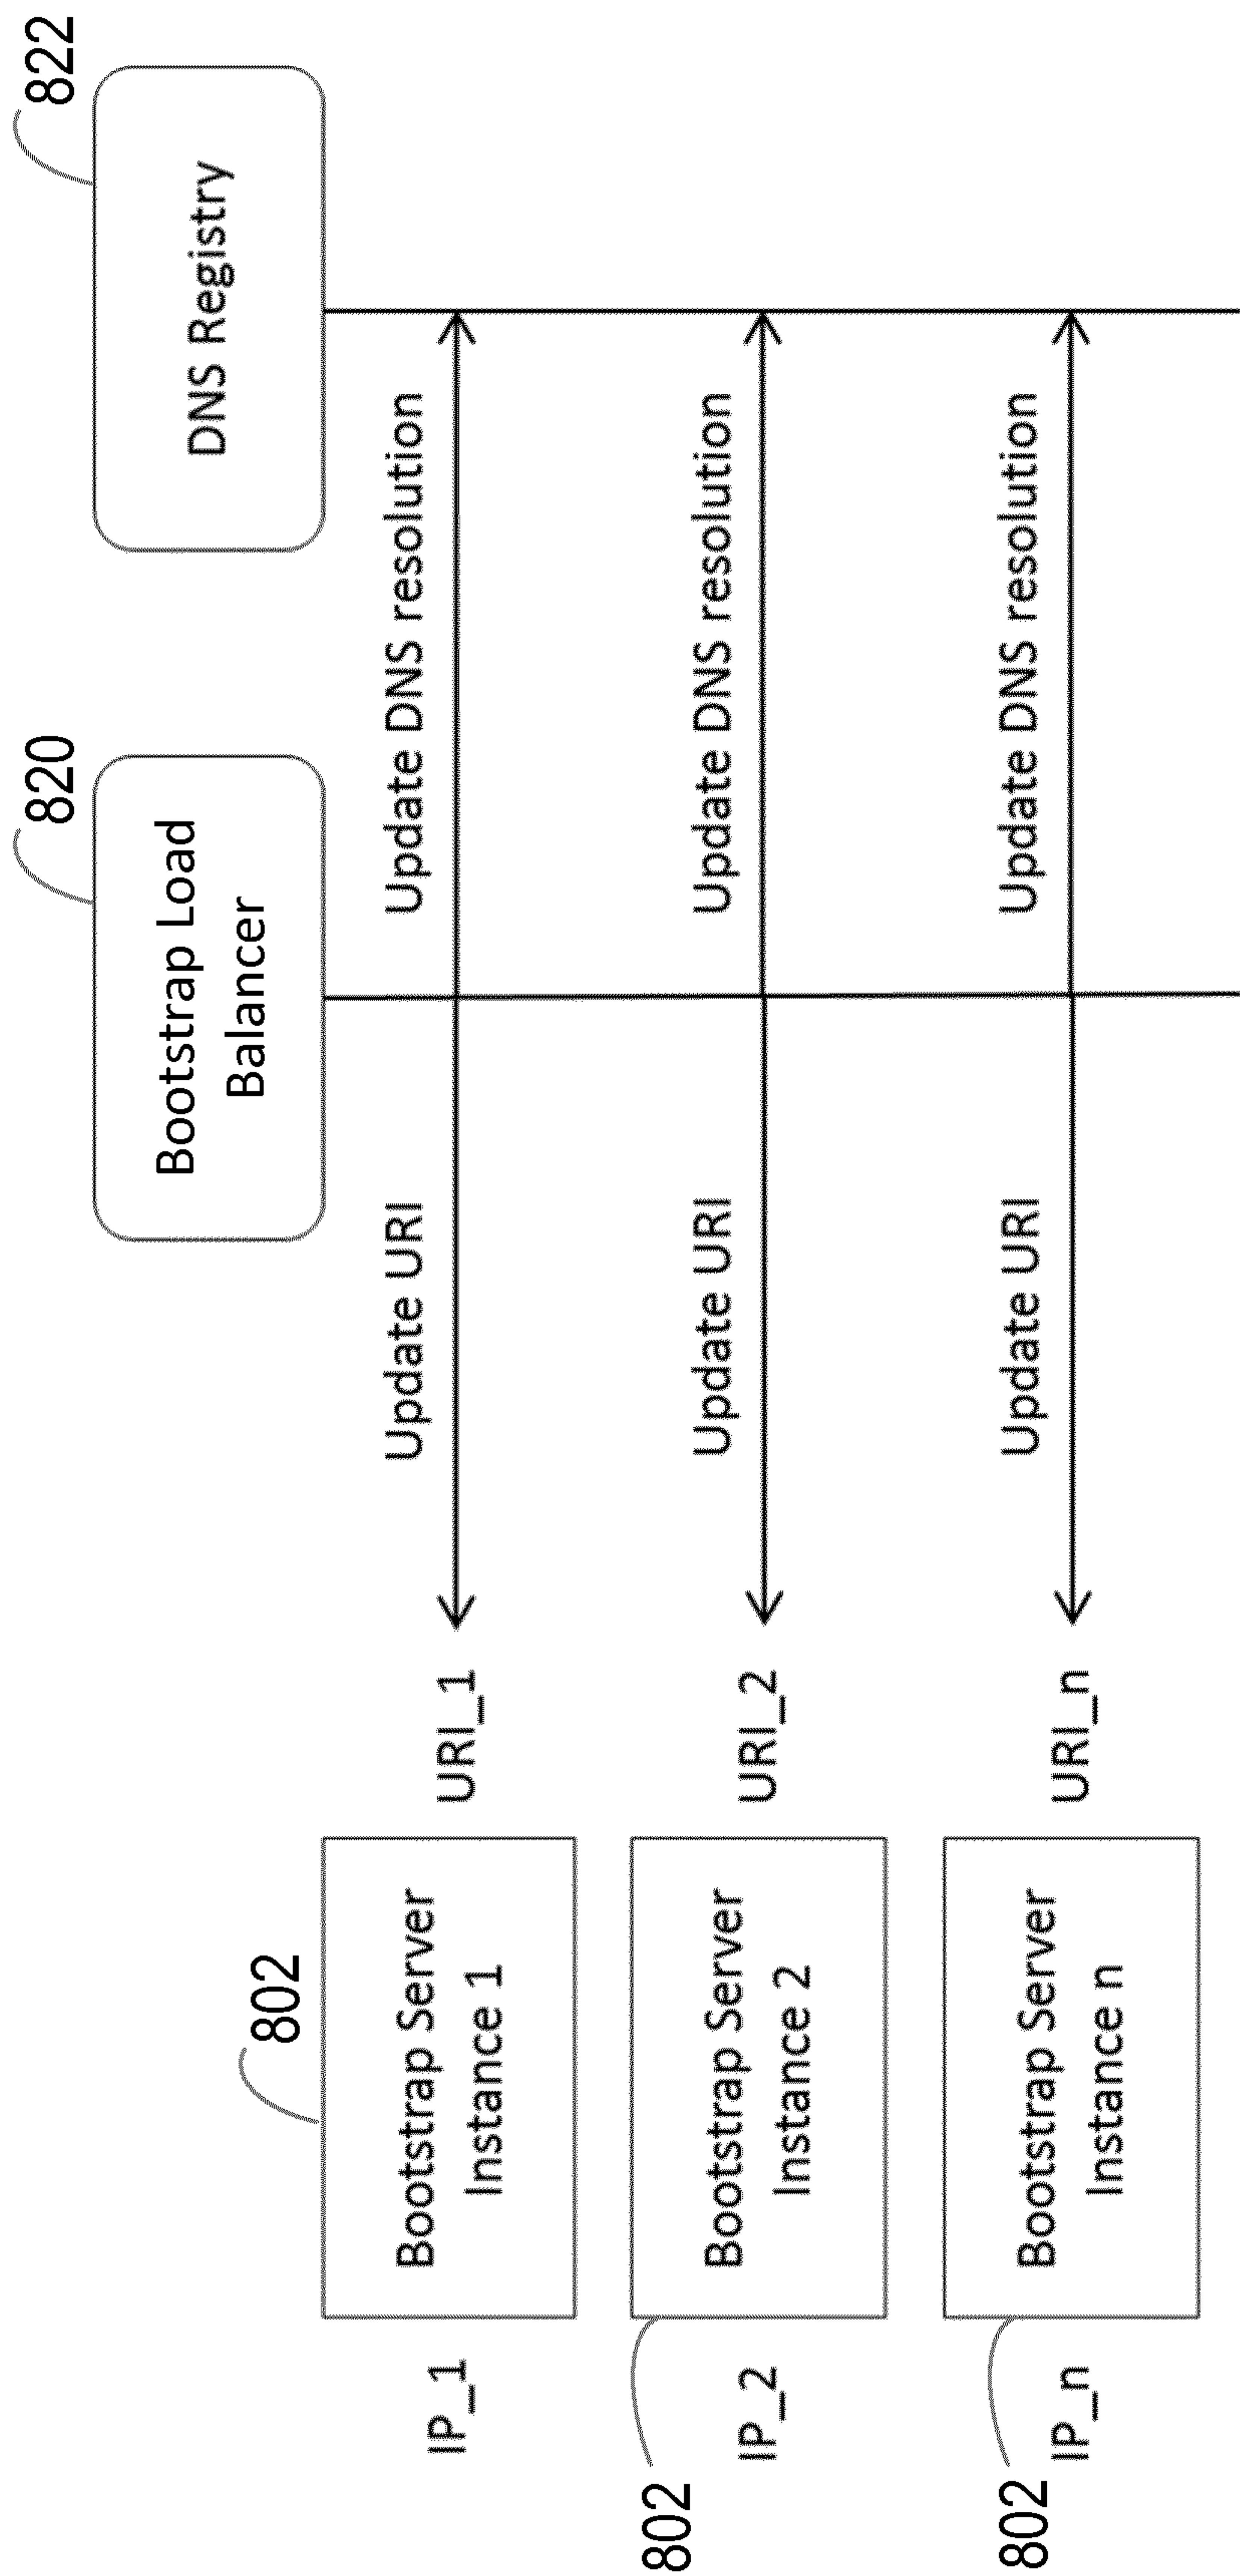 820
822
Bootstrap Load
Balancer
DNS Registry
802
IP_1
Bootstrap Server
Instance 1
URI_1
Update URI
Update DNS resolution
802
IP_2
Bootstrap Server
Instance 2
URI_2
Update URI
Update DNS resolution
802
IP_n
Bootstrap Server
Instance n
URI_n
Update URI
Update DNS resolution